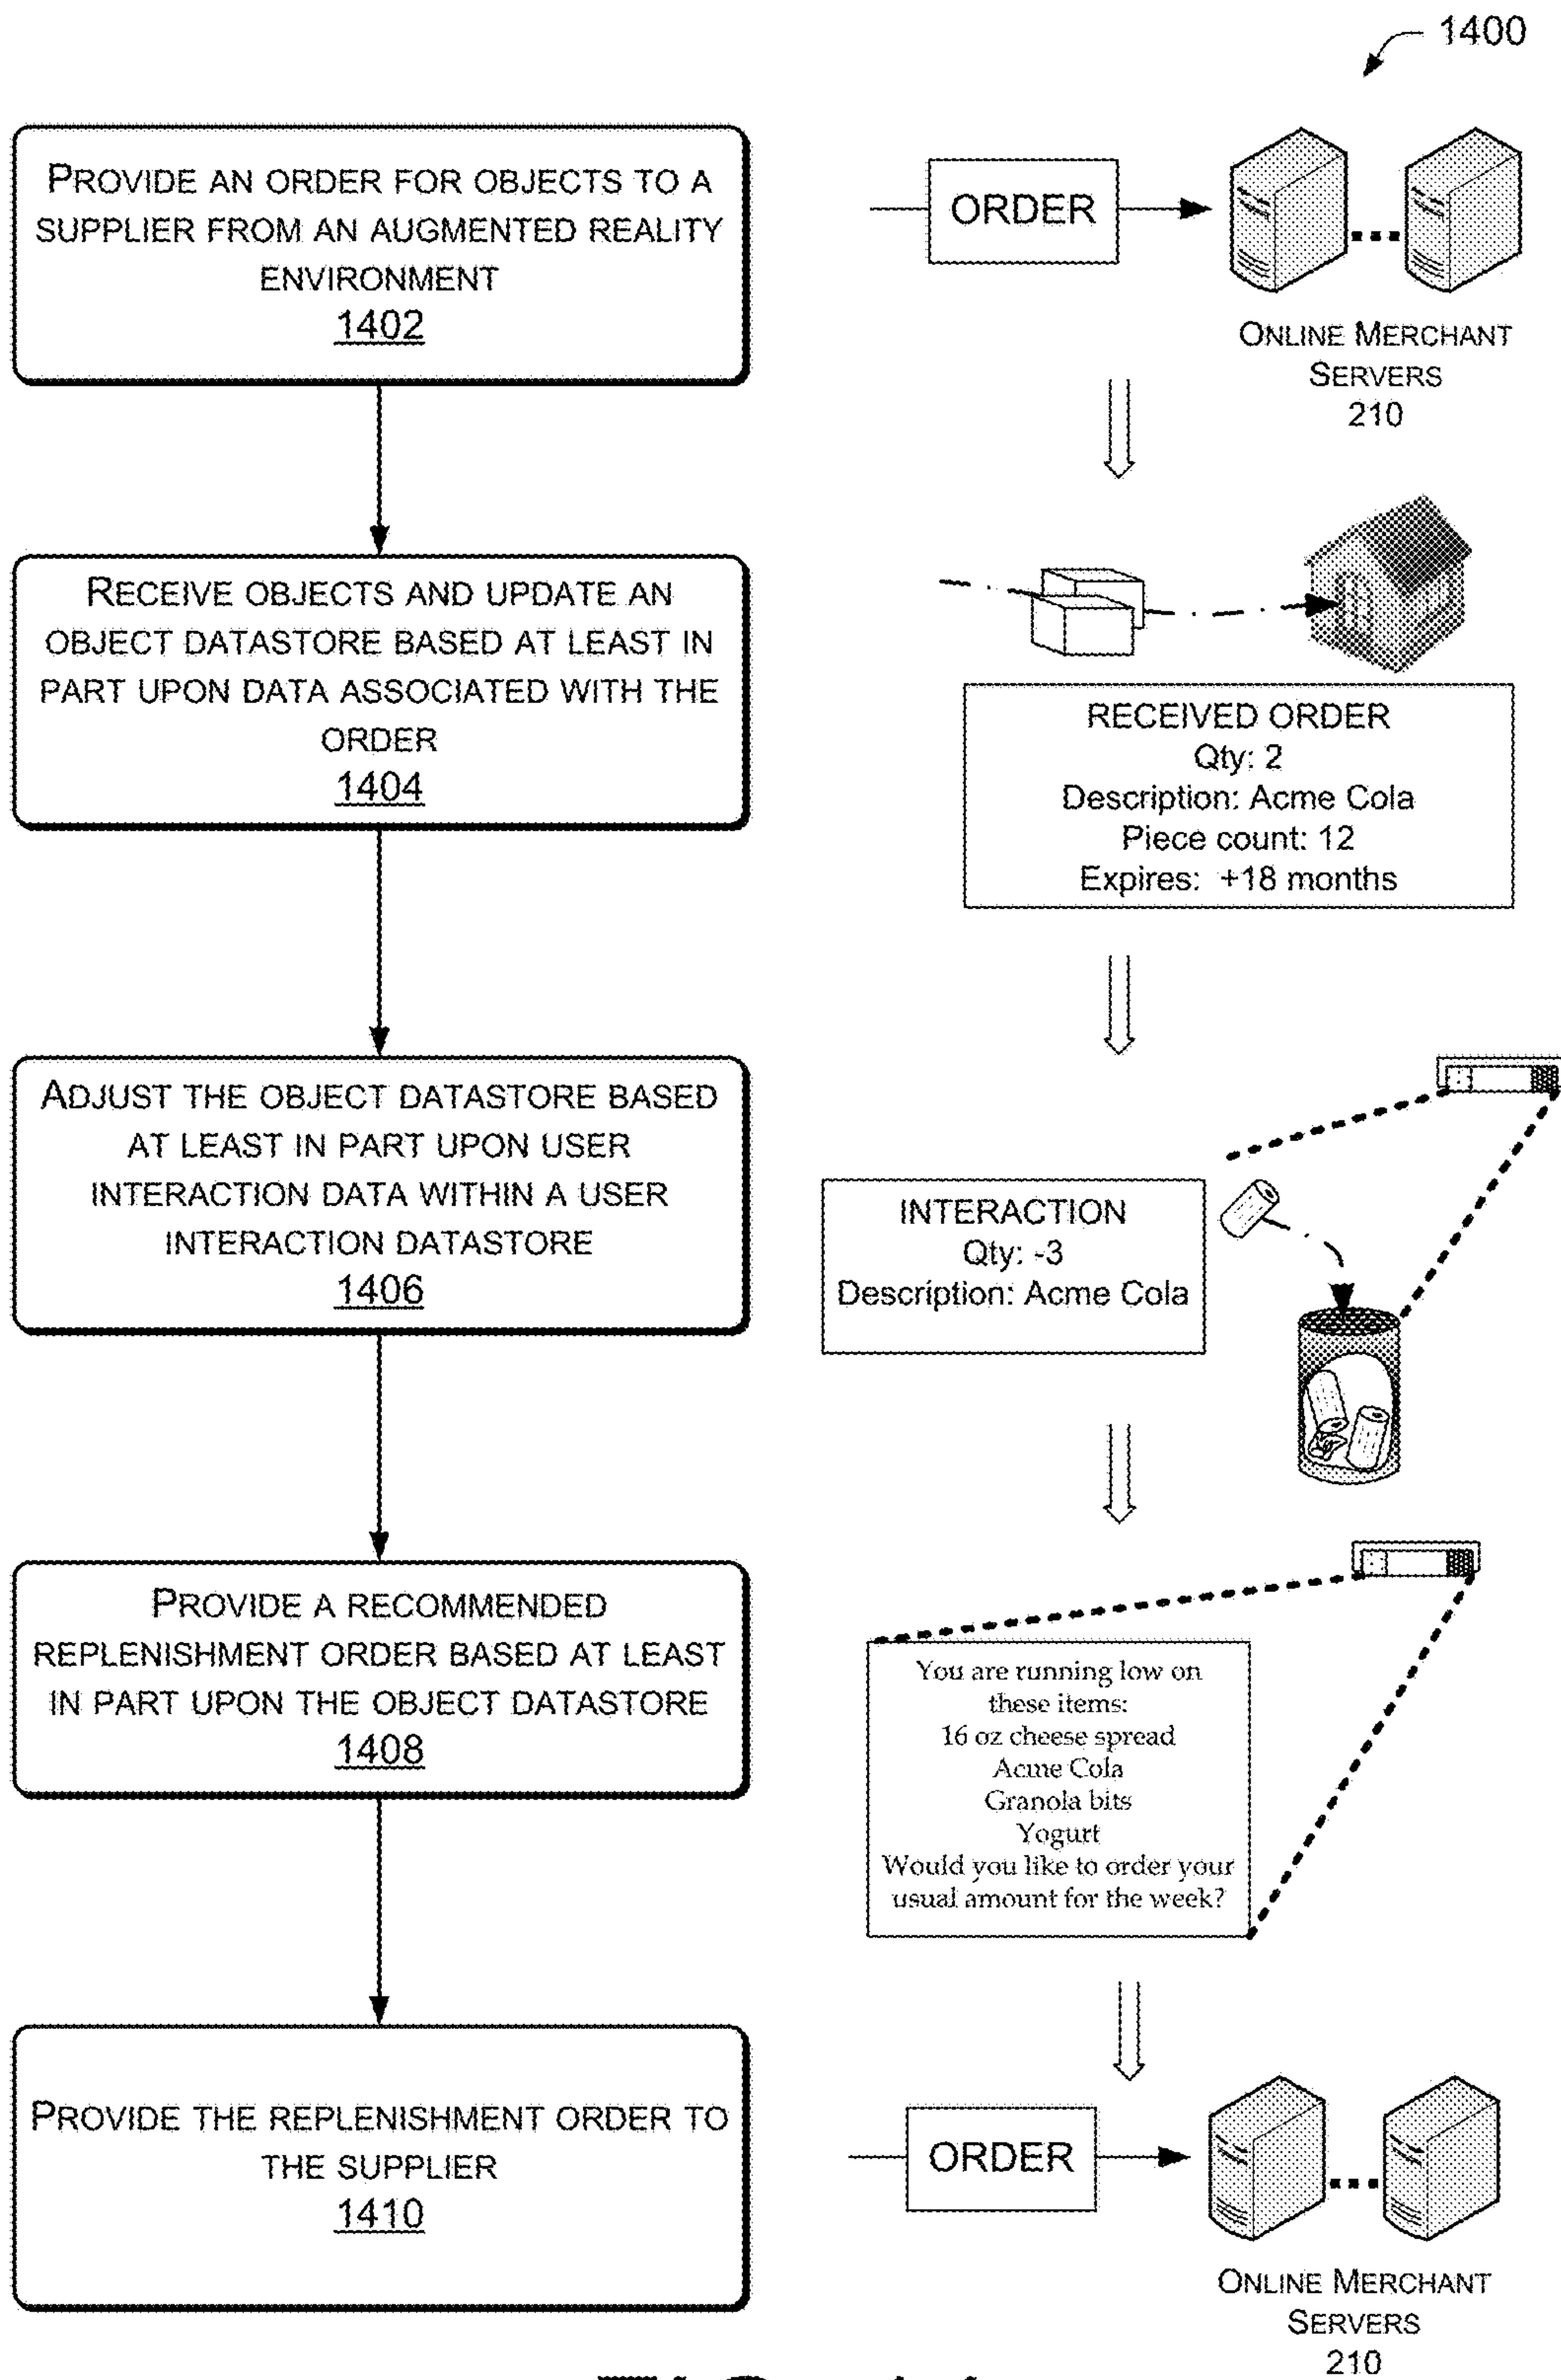 1400
PROVIDE AN ORDER FOR OBJECTS TO A
SUPPLIER FROM AN AUGMENTED REALITY
ENVIRONMENT
1402
ORDER
ONLINE MERCHANT
SERVERS
210
RECEIVE OBJECTS AND UPDATE AN
OBJECT DATASTORE BASED AT LEAST IN
PART UPON DATA ASSOCIATED WITH THE
ORDER
1404
RECEIVED ORDER
Qty: 2
Description: Acme Cola
Piece count: 12
Expires: +18 months
ADJUST THE OBJECT DATASTORE BASED
AT LEAST IN PART UPON USER
INTERACTION DATA WITHIN A USER
INTERACTION DATASTORE
1406
INTERACTION
Qty: -3
Description: Acme Cola
PROVIDE A RECOMMENDED
REPLENISHMENT ORDER BASED AT LEAST
IN PART UPON THE OBJECT DATASTORE
1408
You are running low on
these items:
16 oz cheese spread
Acme Cola
Granola bits
Yogurt
Would you like to order your
usual amount for the week?
PROVIDE THE REPLENISHMENT ORDER TO
THE SUPPLIER
1410
ORDER
ONLINE MERCHANT
SERVERS
210